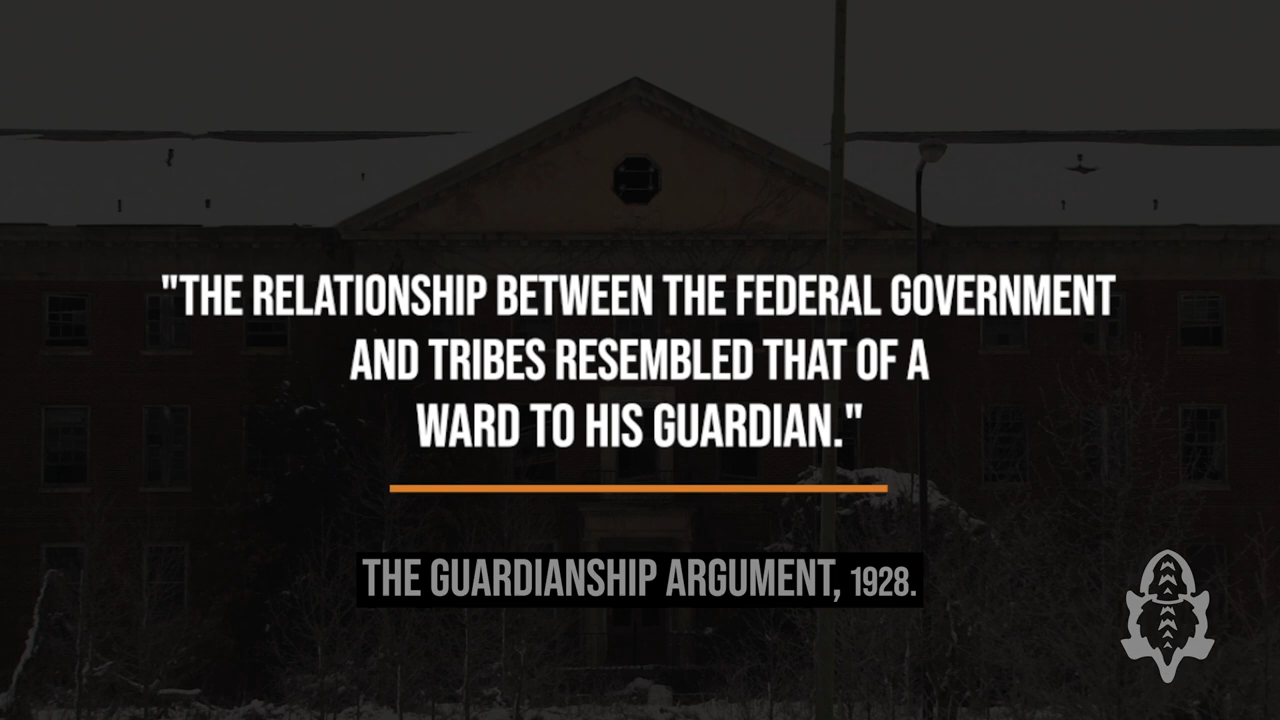 "THE RELATIONSHIP BETWEEN THE FEDERAL GOVERNMENT
AND TRIBES RESEMBLED THAT OF A
WARD TO HIS GUARDIAN."
THE GUARDIANSHIP ARGUMENT, 1928.